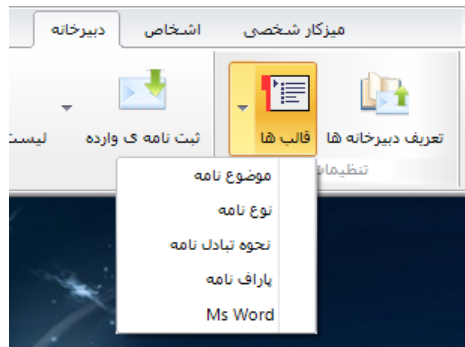 میزکار شخصی اشخاص دبیرخانه
تعریف دبیرخانه ها قالب ها ثبت نامه ی وارده لیست
موضوع نامه
نوع نامه
نحوه تبادل نامه
پاراف نامه
Ms Word